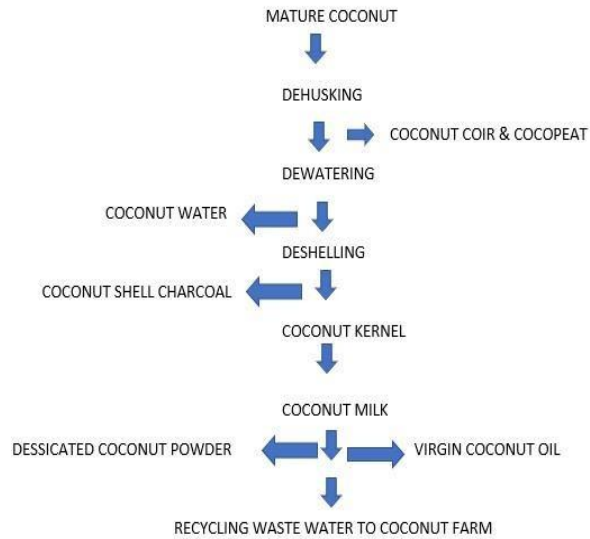 MATURE COCONUT
DEHUSKING
COCONUT COIR & COCOPEAT
DEWATERING
COCONUT WATER
DESHELLING
COCONUT SHELL CHARCOAL
COCONUT KERNEL
COCONUT MILK
DESSICATED COCONUT POWDER
VIRGIN COCONUT OIL
RECYCLING WASTE WATER TO COCONUT FARM